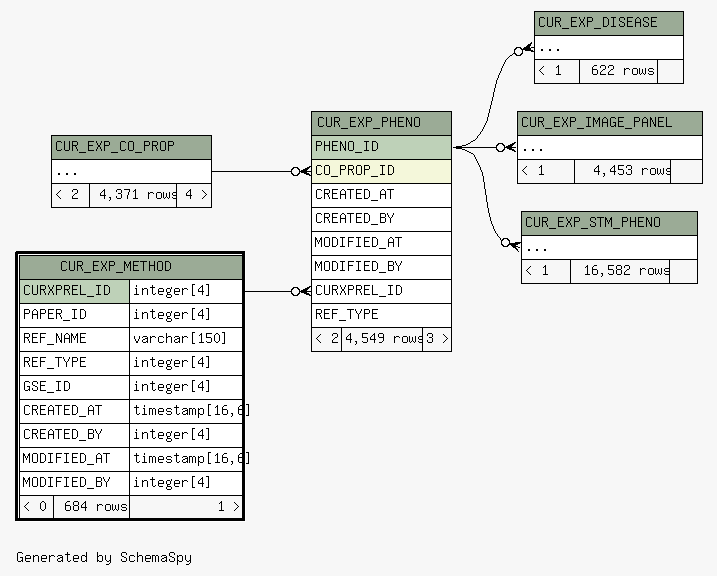 CUR_EXP_DISEASE
...
< 1 622 rows
CUR_EXP_PHENO
PHENO_ID
CO_PROP_ID
CREATED_AT
CREATED_BY
MODIFIED_AT
MODIFIED_BY
CURXPREL_ID
REF_TYPE
< 2 4,549 rows 3 >
CUR_EXP_IMAGE_PANEL
...
< 1 4,453 rows
CUR_EXP_CO_PROP
...
< 2 4,371 rows 4 >
CUR_EXP_STM_PHENO
...
< 1 16,582 rows
CUR_EXP_METHOD
CURXPREL_ID integer[4]
PAPER_ID integer[4]
REF_NAME varchar[150]
REF_TYPE integer[4]
GSE_ID integer[4]
CREATED_AT timestamp[16,6]
CREATED_BY integer[4]
MODIFIED_AT timestamp[16,6]
MODIFIED_BY integer[4]
< 0 684 rows 1 >
Generated by SchemaSpy